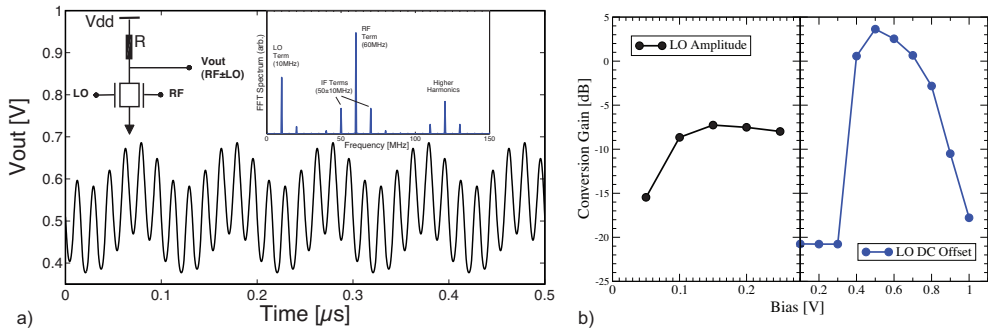 Vdd
R
Vout
(RF±LO)
LO
RF
FFT Spectrum (arb.)
LO
Term
(10MHz)
RF
Term
(60MHz)
IF Terms
(50±10MHz)
Higher
Harmonics
0
50
100
150
Frequency [MHz]
Vout [V]
1
0.9
0.8
0.7
0.6
0.5
0.4
0
0.1
0.2
0.3
0.4
0.5
Time [μs]
a)
Conversion Gain [dB]
5
0
-5
-10
-15
-20
-25
LO Amplitude
LO DC Offset
0
0.1
0.2
0.2
0.4
0.6
0.8
1
Bias [V]
b)